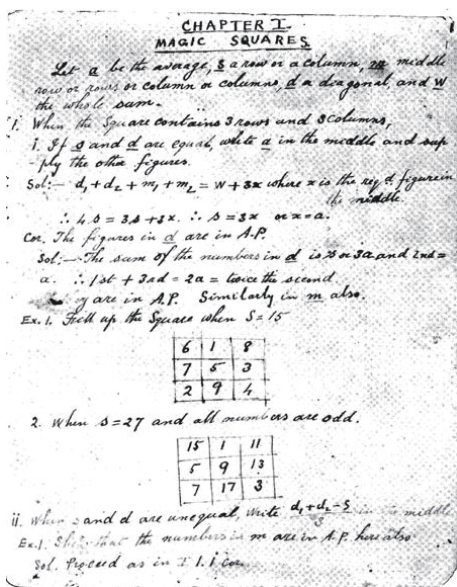 CHAPTER I.
MAGIC SQUARES
Let a be the average, S a row or a column, m middle
row or rows or column or columns, d a diagonal, and W
the whole sum.
1. When the Square contains 3 rows and 3 columns,
i. If S and d are equal, write a in the middle and sup
-ply the other figures.
Sol:— d₁ + d₂ + m₁ + m₂ = W + 3x where x is the reqd figure in
the middle.
∴ 4S = 3S + 3x. ∴ S = 3x or x = a.
Cor. The figures in d are in A.P.
Sol:— The sum of the numbers in d is S or 3a and 2nd =
a. ∴ 1st + 3rd = 2a = twice the second
are in A.P. Similarly in m also.
Ex. 1. Fill up the Square when S = 15
6 1 8
7 5 3
2 9 4
2. When S = 27 and all numbers are odd.
15 1 11
5 9 13
7 17 3
ii. When S and d are unequal, write d₁ + d₂ - S / 3 in the middle
Ex. 1. Show that the numbers in m are in A.P. here also
Sol. Proceed as in I 1. i Cor.